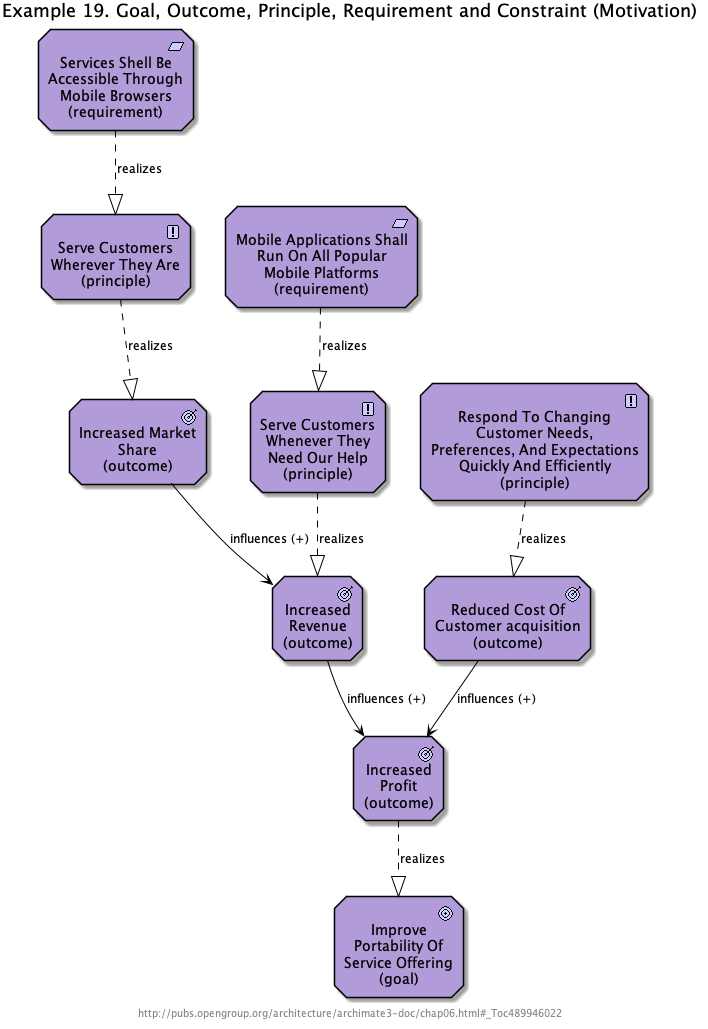 Example 19. Goal, Outcome, Principle, Requirement and Constraint (Motivation)
Services Shell Be
Accessible Through
Mobile Browsers
(requirement)
realizes
Serve Customers
Wherever They Are
(principle)
Mobile Applications Shall
Run On All Popular
Mobile Platforms
(requirement)
realizes
realizes
Increased Market
Share
(outcome)
Serve Customers
Whenever They
Need Our Help
(principle)
Respond To Changing
Customer Needs,
Preferences, And Expectations
Quickly And Efficiently
(principle)
influences (+)
realizes
realizes
Increased
Revenue
(outcome)
Reduced Cost Of
Customer acquisition
(outcome)
influences (+)
influences (+)
Increased
Profit
(outcome)
realizes
Improve
Portability Of
Service Offering
(goal)
http://pubs.opengroup.org/architecture/archimate3-doc/chap06.html#_Toc489946022